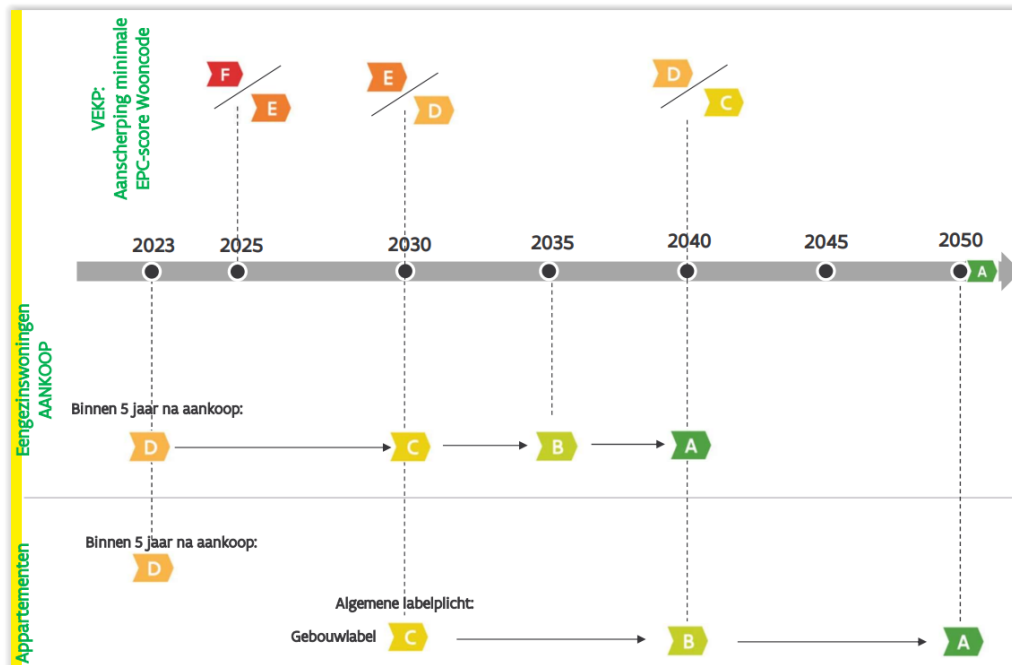 VEKP:
Aanscherping minimale
EPC-score Wooncode
F
E
E
D
D
C
2023
2025
2030
2035
2040
2045
2050
A
Eengezinswoningen
AANKOOP
Binnen 5 jaar na aankoop:
D
C
B
A
Appartementen
Binnen 5 jaar na aankoop:
D
Algemene labelplicht:
Gebouwlabel
C
B
A